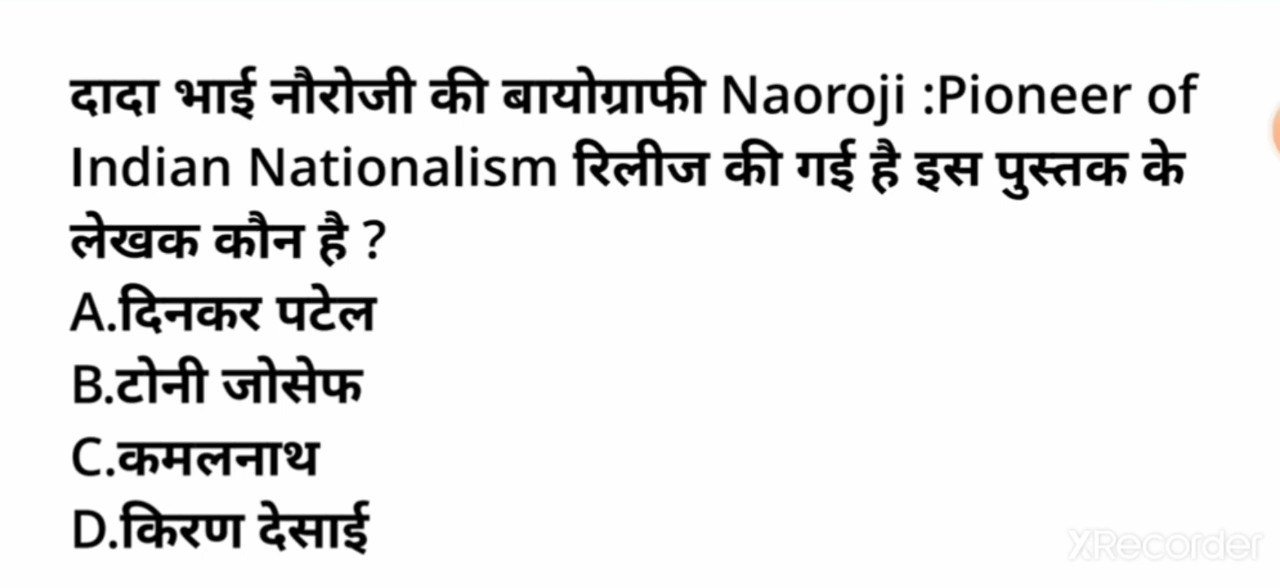 दादा भाई नौरोजी की बायोग्राफी Naoroji :Pioneer of
Indian Nationalism रिलीज की गई है इस पुस्तक के
लेखक कौन है ?
A.दिनकर पटेल
B.टोनी जोसेफ
C.कमलनाथ
D.किरण देसाई
XRecorder